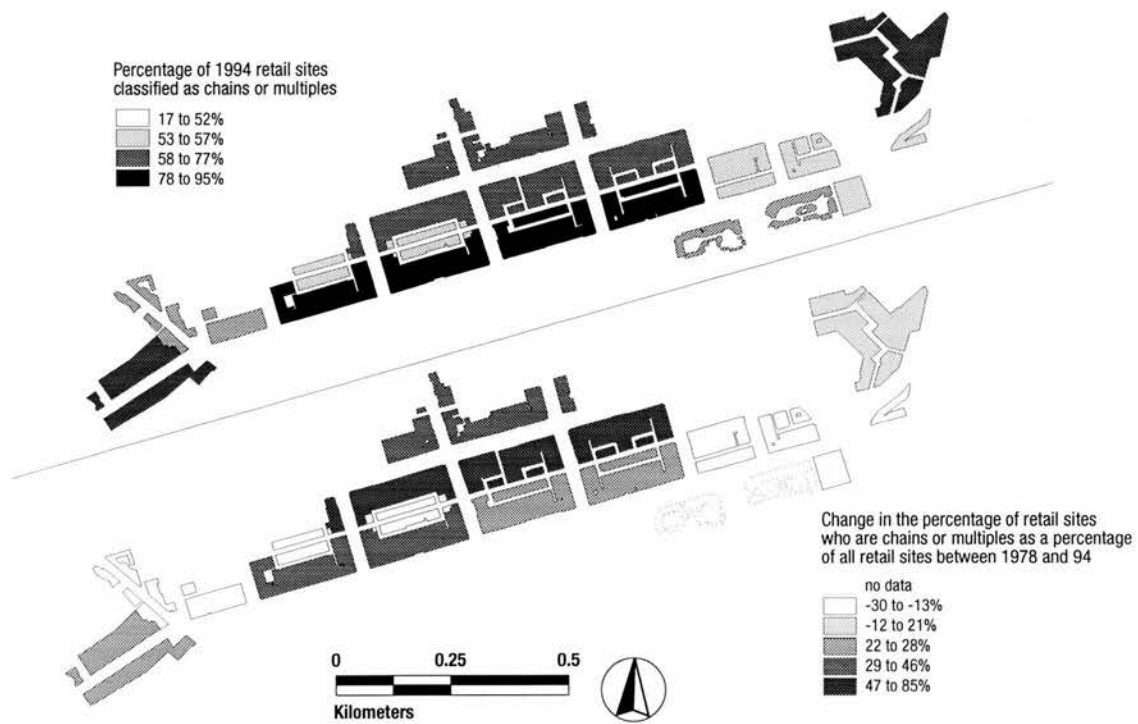 Percentage of 1994 retail sites
classified as chains or multiples
17 to 52%
53 to 57%
58 to 77%
78 to 95%
Change in the percentage of retail sites
who are chains or multiples as a percentage
of all retail sites between 1978 and 94
no data
-30 to -13%
-12 to 21%
22 to 28%
29 to 46%
47 to 85%
0 0.25 0.5
Kilometers